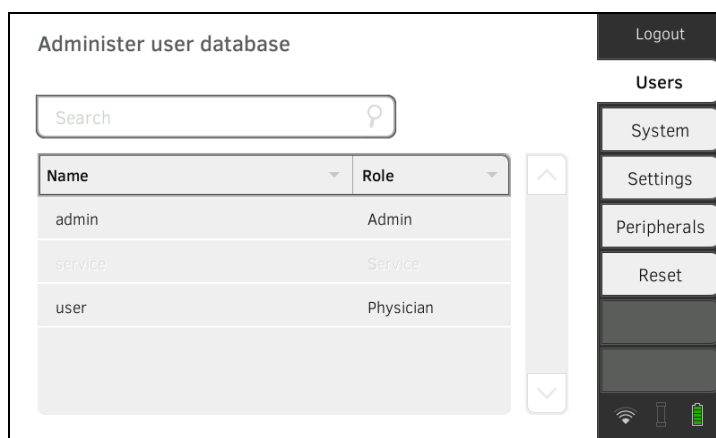 Administer user database
Search
Name Role
admin Admin
service Service
user Physician
Logout
Users
System
Settings
Peripherals
Reset